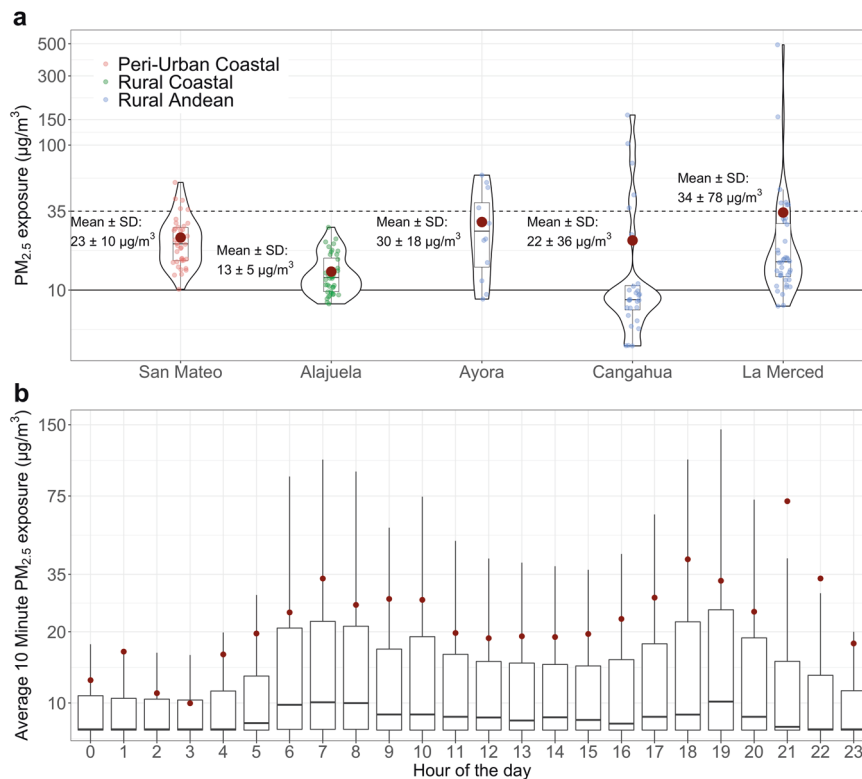 a
PM2.5 exposure (µg/m³)
500
300
150
100
35
10
Peri-Urban Coastal
Rural Coastal
Rural Andean
Mean ± SD:
23 ± 10 µg/m³
Mean ± SD:
13 ± 5 µg/m³
Mean ± SD:
30 ± 18 µg/m³
Mean ± SD:
22 ± 36 µg/m³
Mean ± SD:
34 ± 78 µg/m³
San Mateo Alajuela Ayora Cangahua La Merced
b
Average 10 Minute PM2.5 exposure (µg/m³)
150
75
35
20
10
0 1 2 3 4 5 6 7 8 9 10 11 12 13 14 15 16 17 18 19 20 21 22 23
Hour of the day